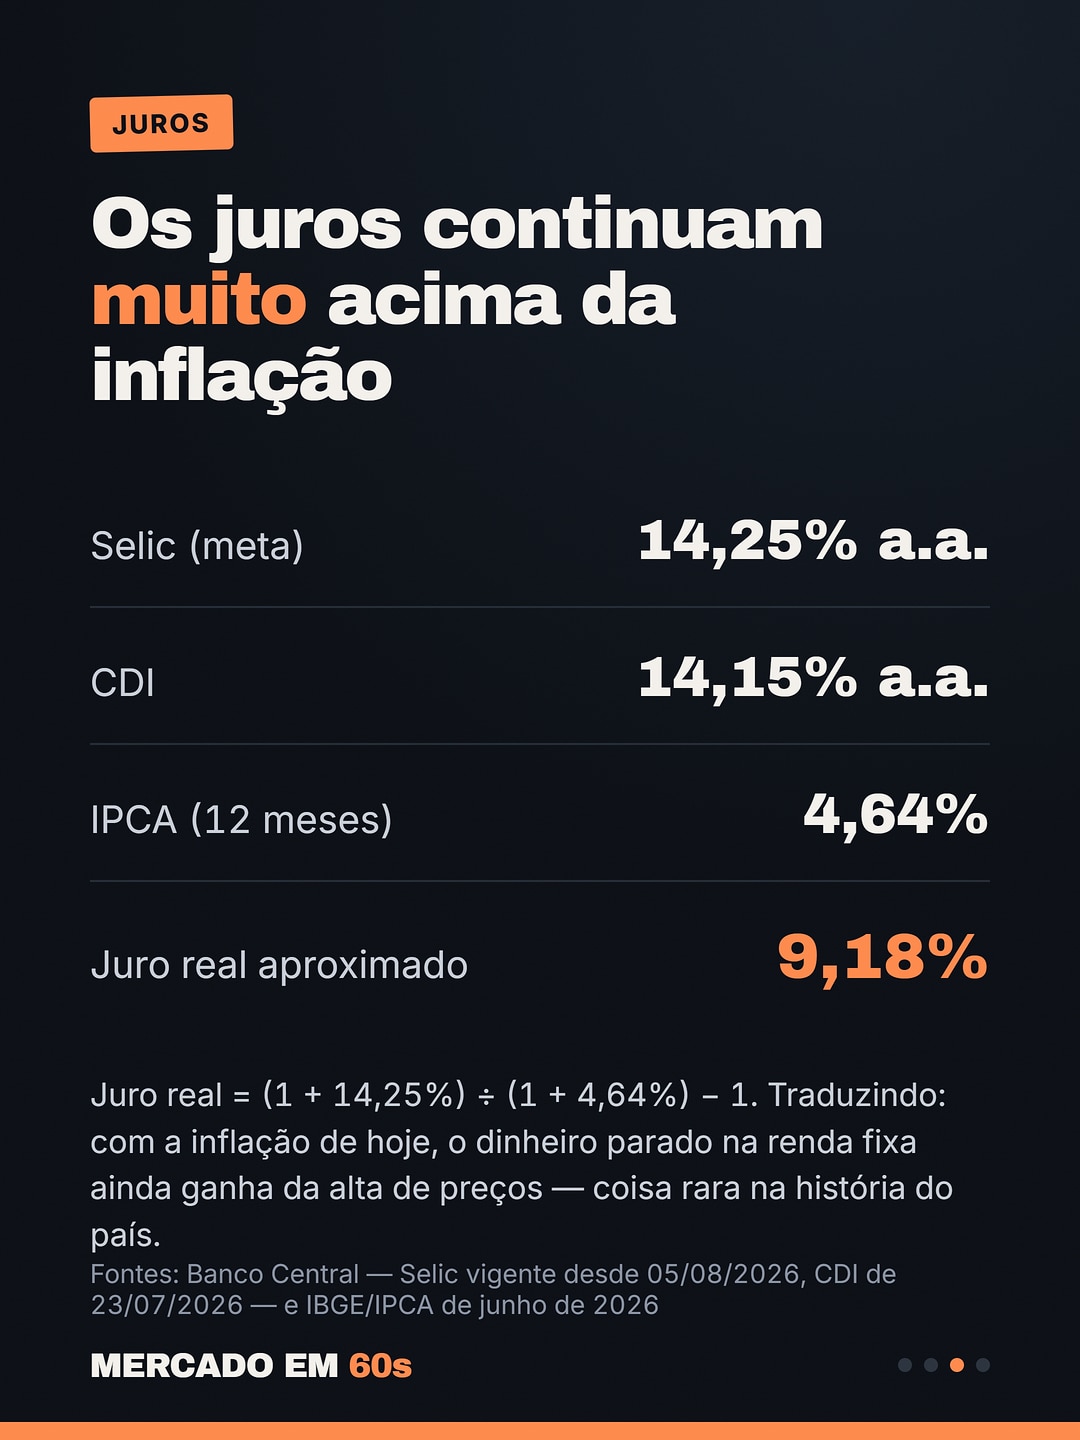 JUROS
Os juros continuam
muito acima da
inflação
Selic (meta) 14,25% a.a.
CDI 14,15% a.a.
IPCA (12 meses) 4,64%
Juro real aproximado 9,18%
Juro real = (1 + 14,25%) ÷ (1 + 4,64%) − 1. Traduzindo:
com a inflação de hoje, o dinheiro parado na renda fixa
ainda ganha da alta de preços — coisa rara na história do
país.
Fontes: Banco Central — Selic vigente desde 05/08/2026, CDI de
23/07/2026 — e IBGE/IPCA de junho de 2026
MERCADO EM 60s